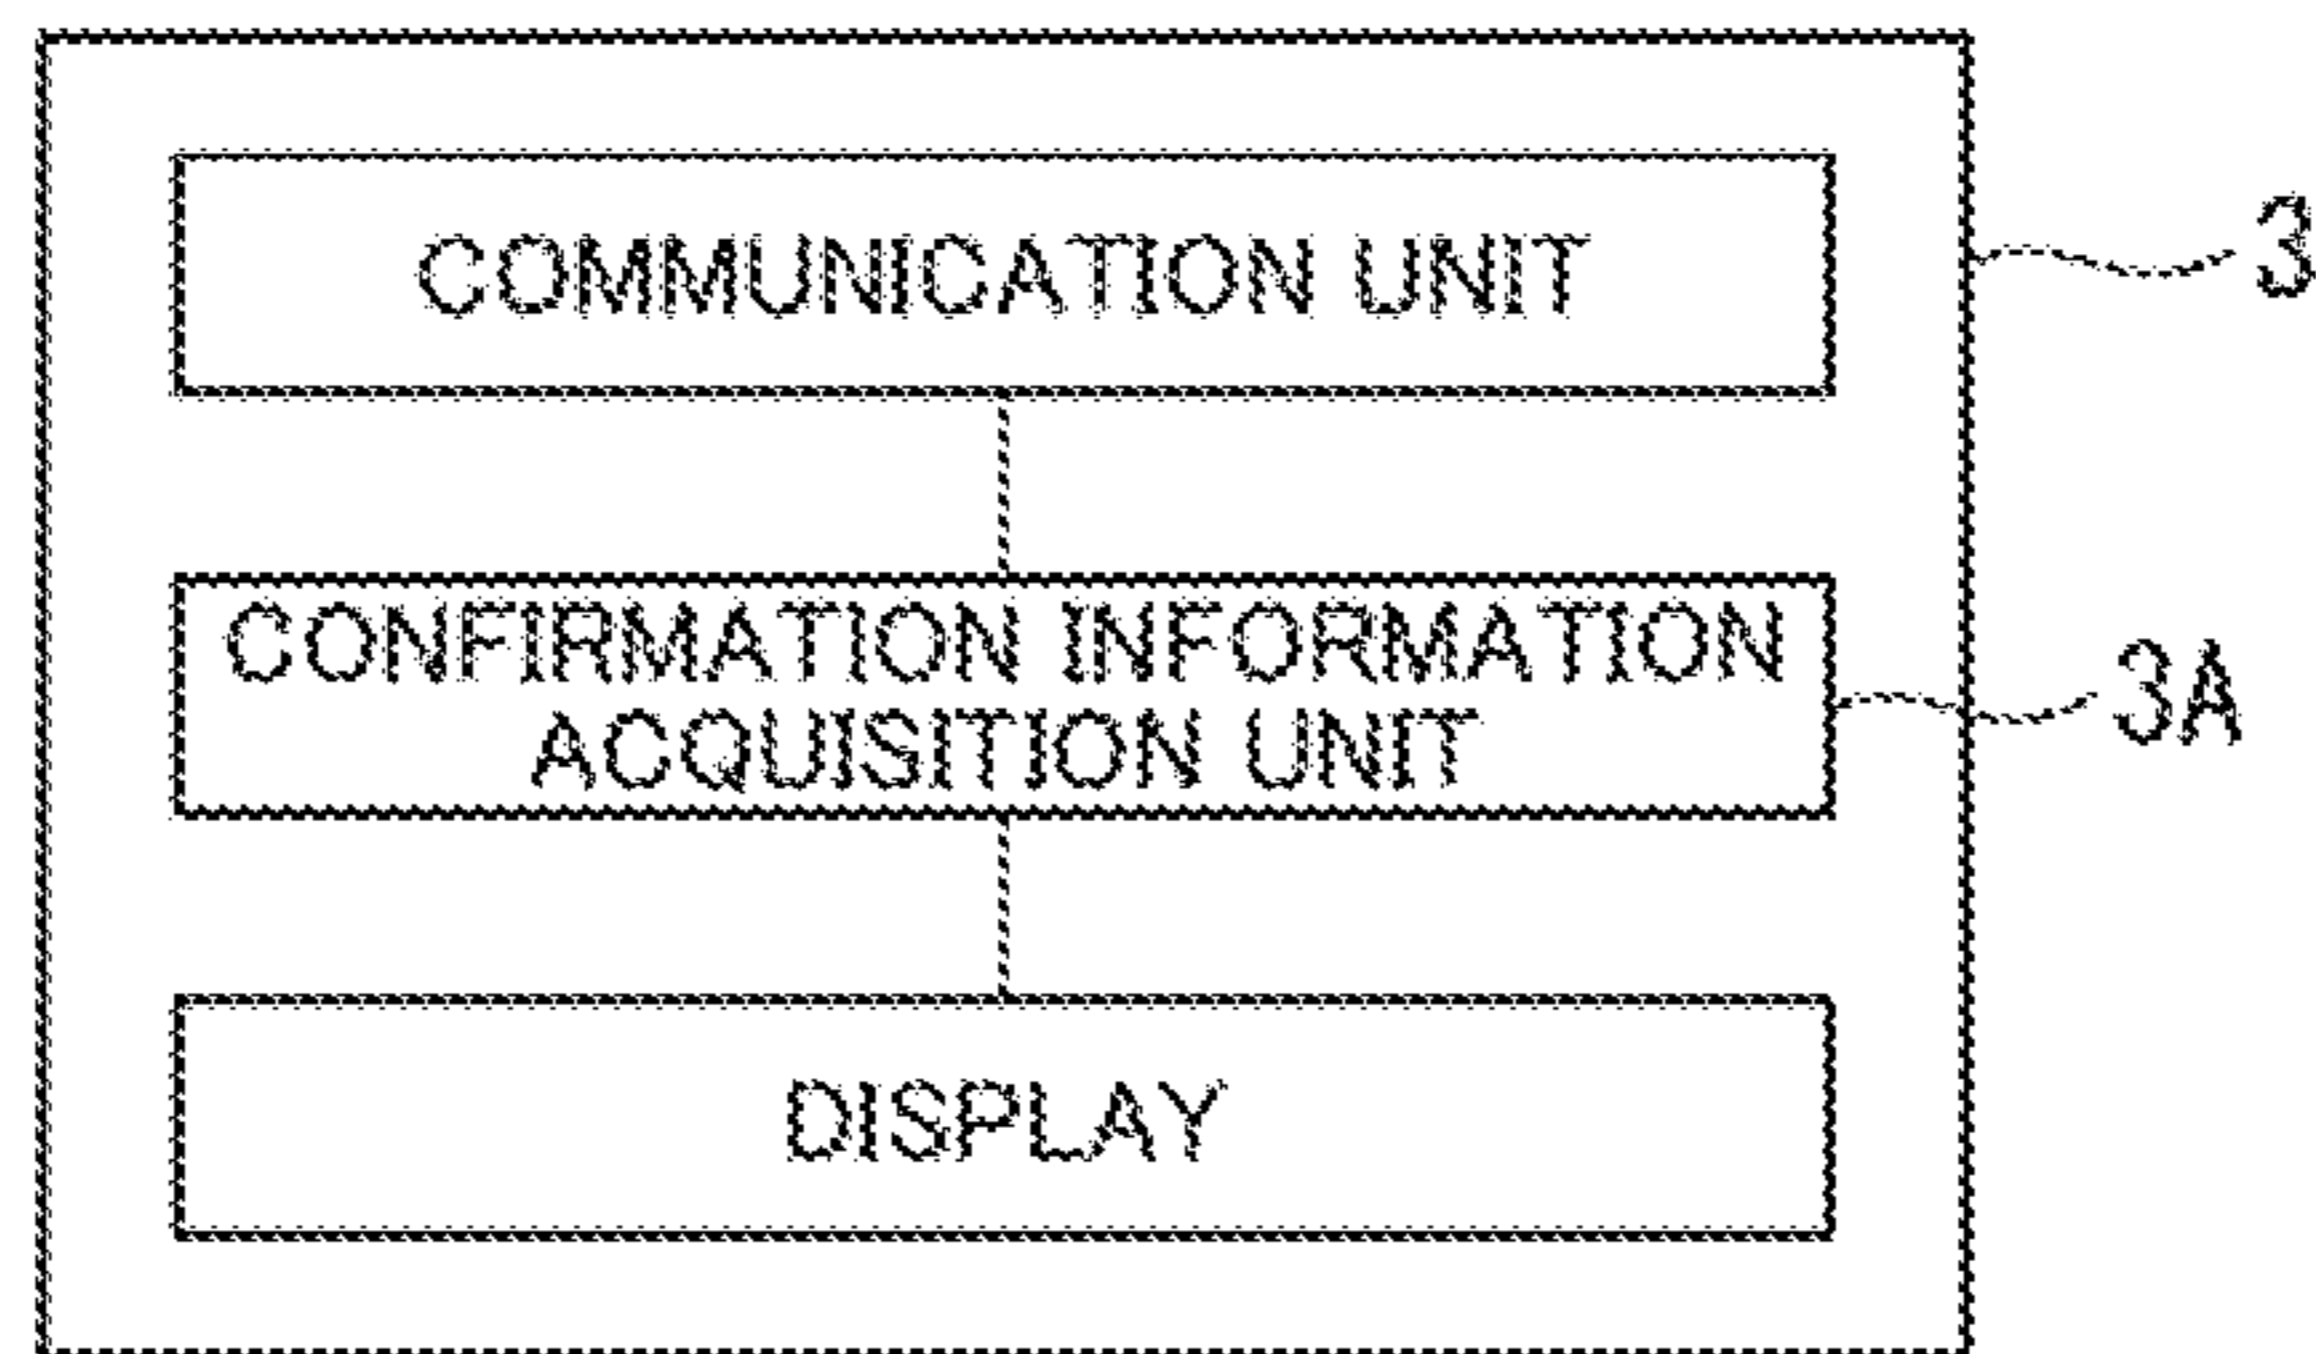 COMMUNICATION UNIT
3
CONFIRMATION INFORMATION
ACQUISITION UNIT
3A
DISPLAY